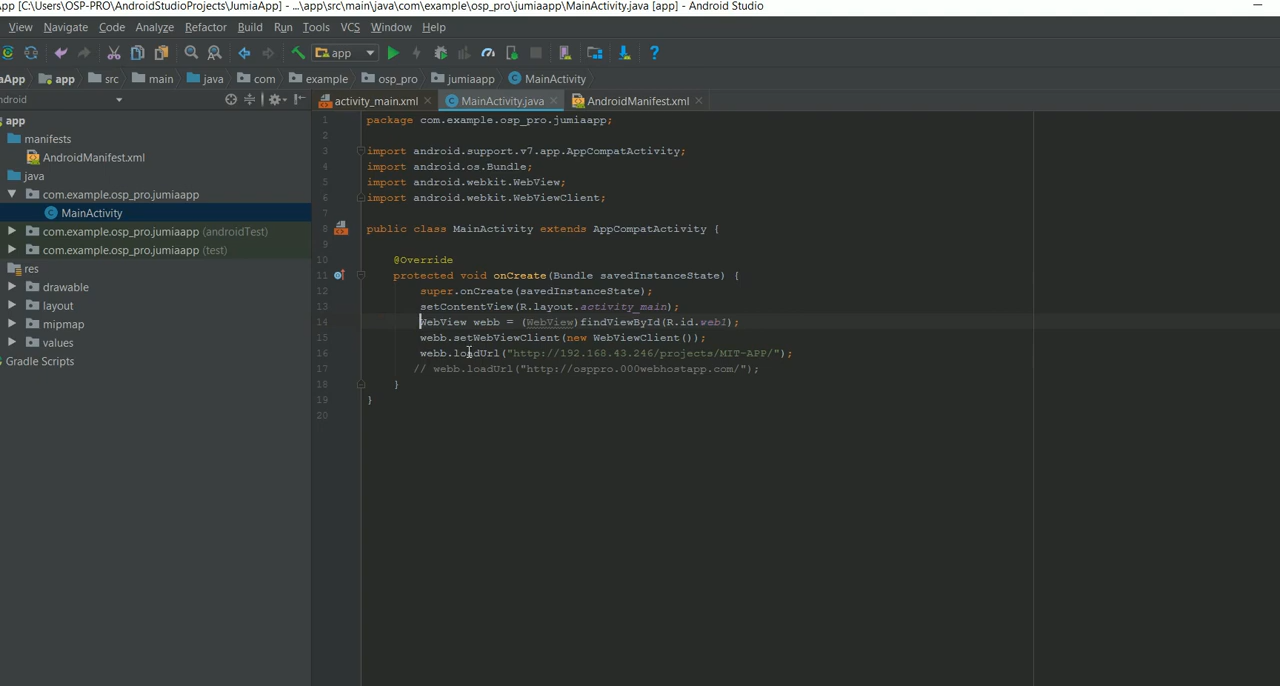 pp [C:\Users\OSP-PRO\AndroidStudioProjects\JumiaApp] - ...\app\src\main\java\com\example\osp_pro\jumiaapp\MainActivity.java [app] - Android Studio
View Navigate Code Analyze Refactor Build Run Tools VCS Window Help
app
aApp app src main java com example osp_pro jumiaapp MainActivity
ndroid activity_main.xml MainActivity.java AndroidManifest.xml
app
manifests
AndroidManifest.xml
java
com.example.osp_pro.jumiaapp
MainActivity
com.example.osp_pro.jumiaapp (androidTest)
com.example.osp_pro.jumiaapp (test)
res
drawable
layout
mipmap
values
Gradle Scripts
1 package com.example.osp_pro.jumiaapp;
2
3 import android.support.v7.app.AppCompatActivity;
4 import android.os.Bundle;
5 import android.webkit.WebView;
6 import android.webkit.WebViewClient;
7
8 public class MainActivity extends AppCompatActivity {
9
10 @Override
11 protected void onCreate(Bundle savedInstanceState) {
12 super.onCreate(savedInstanceState);
13 setContentView(R.layout.activity_main);
14 WebView webb = (WebView)findViewById(R.id.web1);
15 webb.setWebViewClient(new WebViewClient());
16 webb.loadUrl("http://192.168.43.246/projects/MIT-APP/");
17 // webb.loadUrl("http://osppro.000webhostapp.com/");
18 }
19 }
20